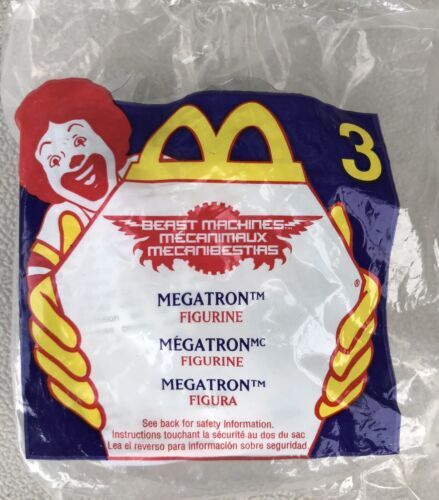 3
BEAST MACHINES™
MÉCANIMAUX
MECANIBESTIAS
®
MEGATRON™
FIGURINE
MÉGATRONMC
FIGURINE
MEGATRON™
FIGURA
See back for safety information.
Instructions touchant la sécurité au dos du sac
Lea el reverso para información sobre seguridad